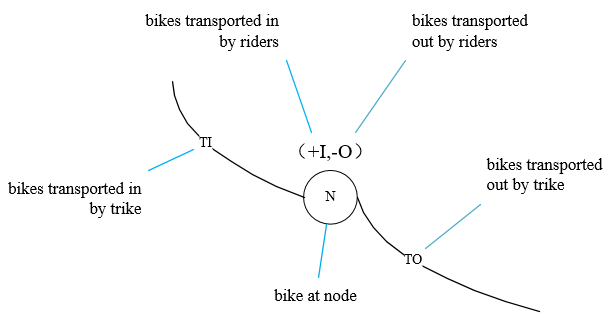 bikes transported in
by riders
bikes transported
out by riders
(+I,-O)
TI
bikes transported in
by trike
N
bikes transported
out by trike
TO
bike at node